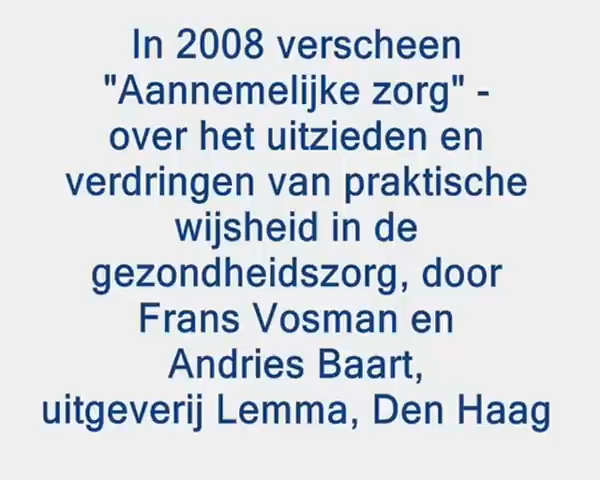 In 2008 verscheen
"Aannemelijke zorg" -
over het uitzieden en
verdringen van praktische
wijsheid in de
gezondheidszorg, door
Frans Vosman en
Andries Baart,
uitgeverij Lemma, Den Haag